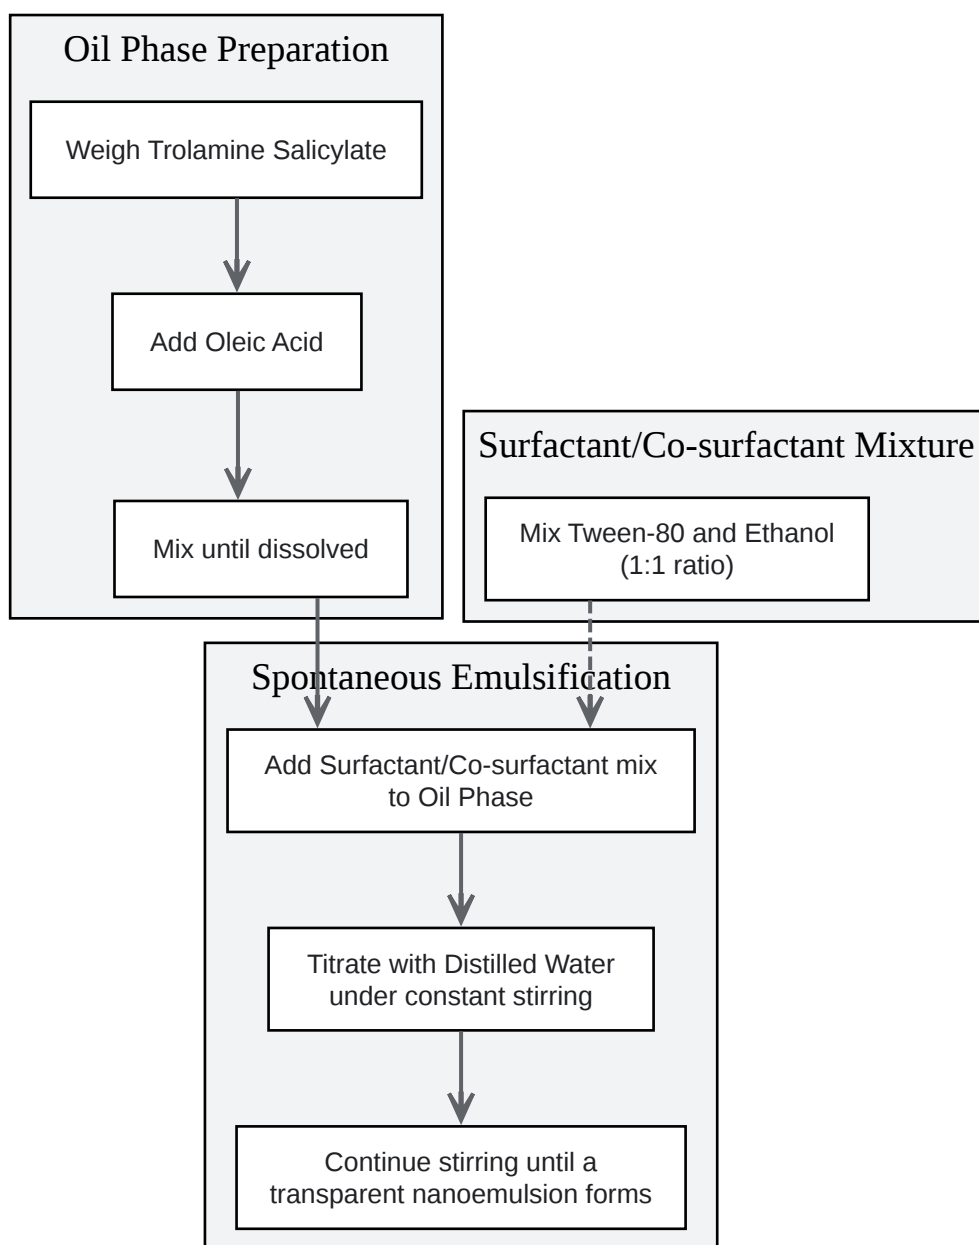 Oil Phase Preparation
Weigh Trolamine Salicylate
Add Oleic Acid
Mix until dissolved
Surfactant/Co-surfactant Mixture
Mix Tween-80 and Ethanol
(1:1 ratio)
Spontaneous Emulsification
Add Surfactant/Co-surfactant mix
to Oil Phase
Titrate with Distilled Water
under constant stirring
Continue stirring until a
transparent nanoemulsion forms